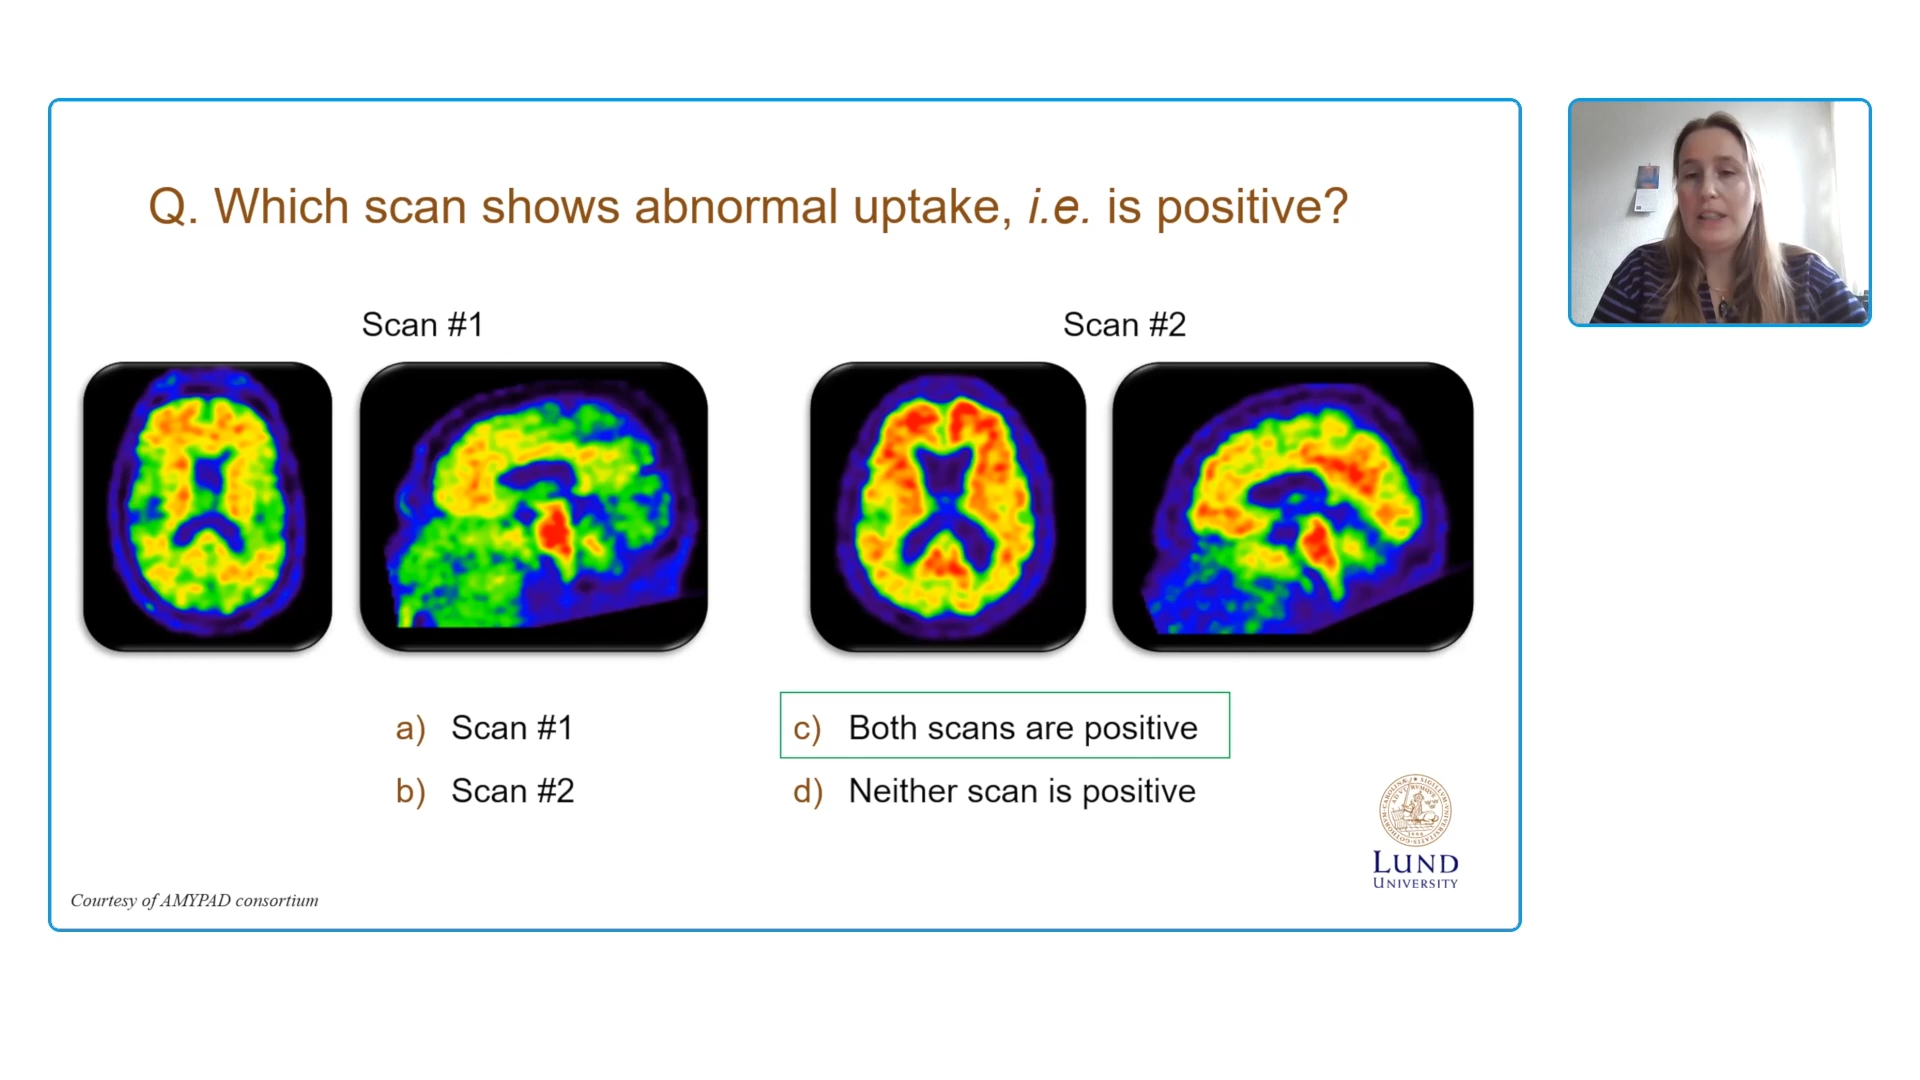 Q. Which scan shows abnormal uptake, i.e. is positive?
Scan #1
Scan #2
a) Scan #1
b) Scan #2
c) Both scans are positive
d) Neither scan is positive
LUND
UNIVERSITY
Courtesy of AMYPAD consortium